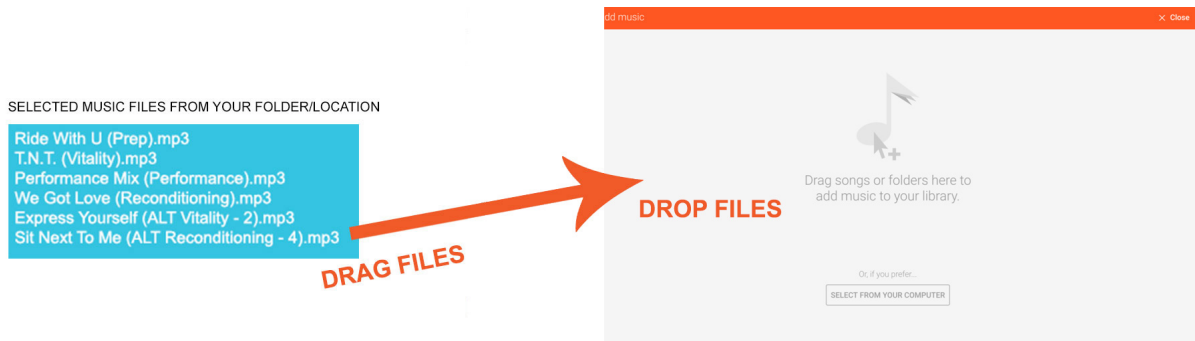 SELECTED MUSIC FILES FROM YOUR FOLDER/LOCATION
Ride With U (Prep).mp3
T.N.T. (Vitality).mp3
Performance Mix (Performance).mp3
We Got Love (Reconditioning).mp3
Express Yourself (ALT Vitality - 2).mp3
Sit Next To Me (ALT Reconditioning - 4).mp3
DRAG FILES
dd music
Close
DROP FILES
Drag songs or folders here to
add music to your library.
Or, if you prefer...
SELECT FROM YOUR COMPUTER